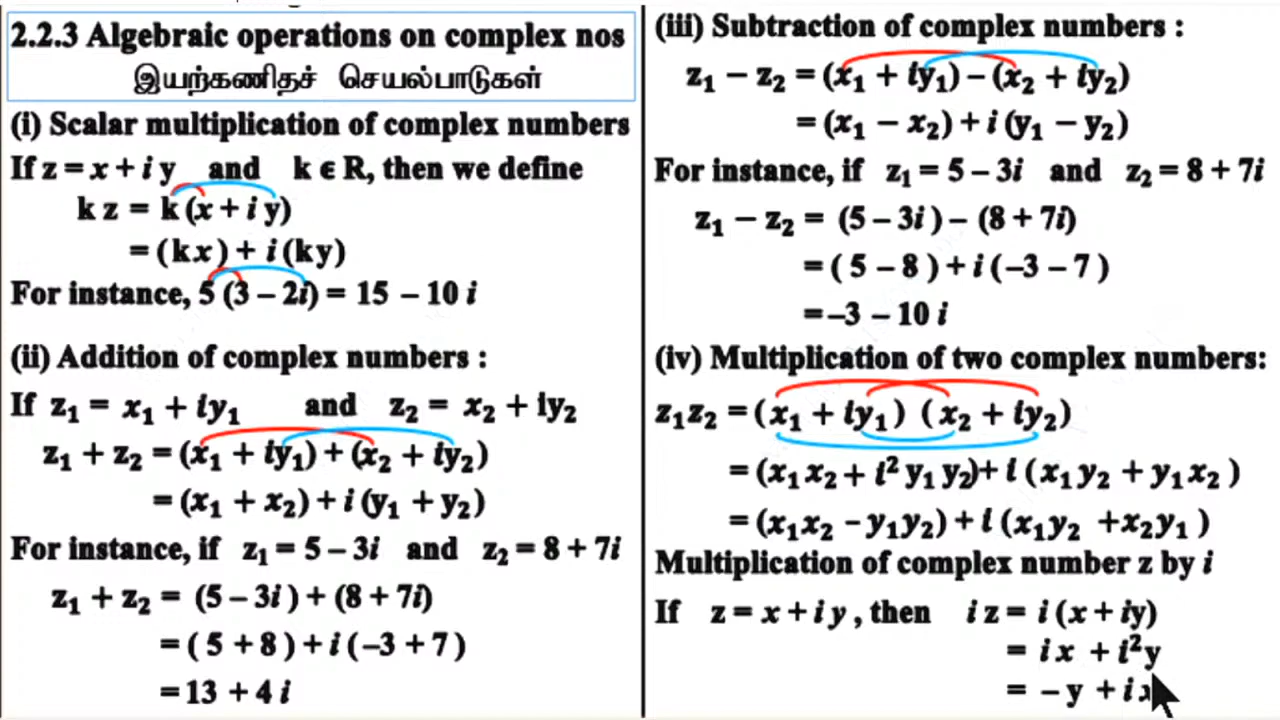 2.2.3 Algebraic operations on complex nos
இயற்கணிதச் செயல்பாடுகள்
(i) Scalar multiplication of complex numbers
If z = x + i y and k ϵ R, then we define
k z = k (x + i y)
= (kx) + i (ky)
For instance, 5 (3 – 2i) = 15 – 10 i
(ii) Addition of complex numbers :
If z₁ = x₁ + iy₁ and z₂ = x₂ + iy₂
z₁ + z₂ = (x₁ + iy₁) + (x₂ + iy₂)
= (x₁ + x₂) + i (y₁ + y₂)
For instance, if z₁ = 5 – 3i and z₂ = 8 + 7i
z₁ + z₂ = (5 – 3i ) + (8 + 7i)
= ( 5 + 8 ) + i ( –3 + 7 )
= 13 + 4 i
(iii) Subtraction of complex numbers :
z₁ − z₂ = (x₁ + iy₁) – (x₂ + iy₂)
= (x₁ − x₂) + i (y₁ − y₂)
For instance, if z₁ = 5 – 3i and z₂ = 8 + 7i
z₁ − z₂ = (5 – 3i ) – (8 + 7i)
= ( 5 – 8 ) + i ( –3 – 7 )
= –3 – 10 i
(iv) Multiplication of two complex numbers:
z₁z₂ = ( x₁ + iy₁ ) ( x₂ + iy₂)
= (x₁x₂ + i² y₁ y₂)+ i ( x₁y₂ + y₁x₂ )
= (x₁x₂ - y₁y₂) + i (x₁y₂ +x₂y₁ )
Multiplication of complex number z by i
If z = x + i y , then i z = i (x + iy)
= i x + i²y
= – y + i x